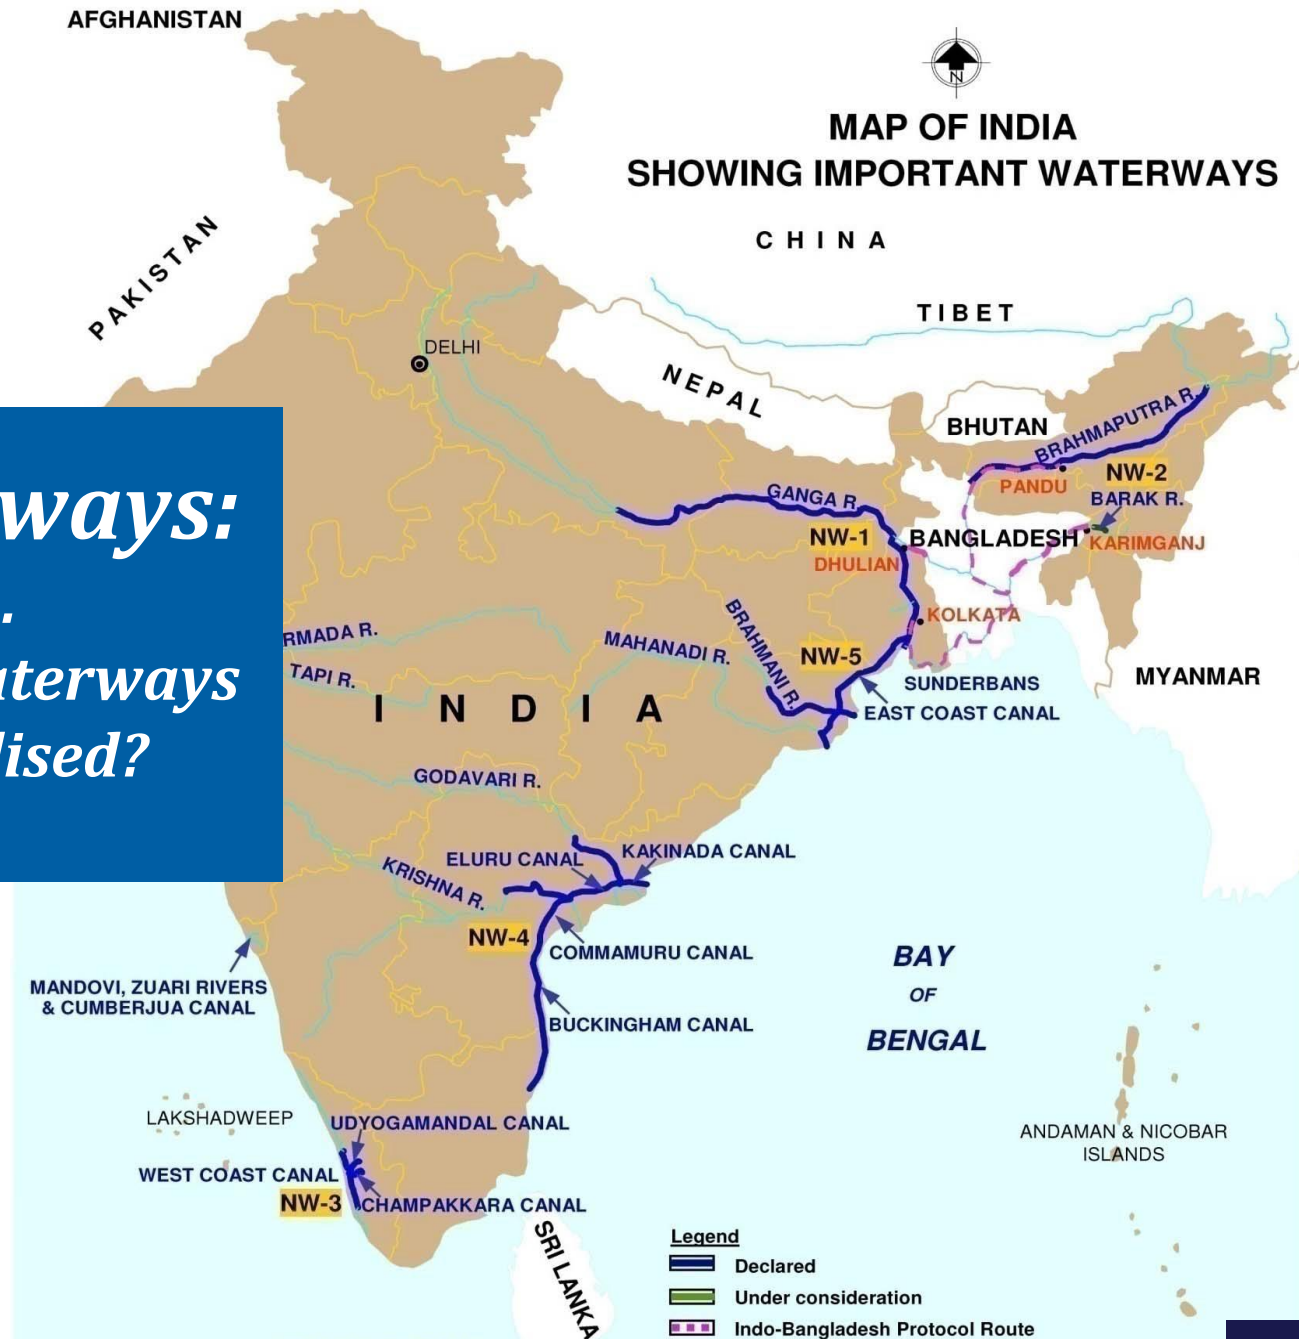 AFGHANISTAN
N
MAP OF INDIA
SHOWING IMPORTANT WATERWAYS
CHINA
PAKISTAN
TIBET
DELHI
NEPAL
BHUTAN
BRAHMAPUTRA R.
NW-2
PANDU
BARAK R.
ways:
GANGA R.
NW-1
BANGLADESH
KARIMGANJ
DHULIAN
.
KOLKATA
BRAHMANI R.
RMADA R.
MAHANADI R.
NW-5
aterways
TAPI R.
SUNDERBANS
MYANMAR
INDIA
EAST COAST CANAL
lised?
GODAVARI R.
ELURU CANAL
KAKINADA CANAL
KRISHNA R.
NW-4
COMMAMURU CANAL
BAY
OF
BENGAL
MANDOVI, ZUARI RIVERS
& CUMBERJUA CANAL
BUCKINGHAM CANAL
LAKSHADWEEP
UDYOGAMANDAL CANAL
ANDAMAN & NICOBAR
ISLANDS
WEST COAST CANAL
NW-3
CHAMPAKKARA CANAL
SRI LANKA
Legend
Declared
Under consideration
Indo-Bangladesh Protocol Route